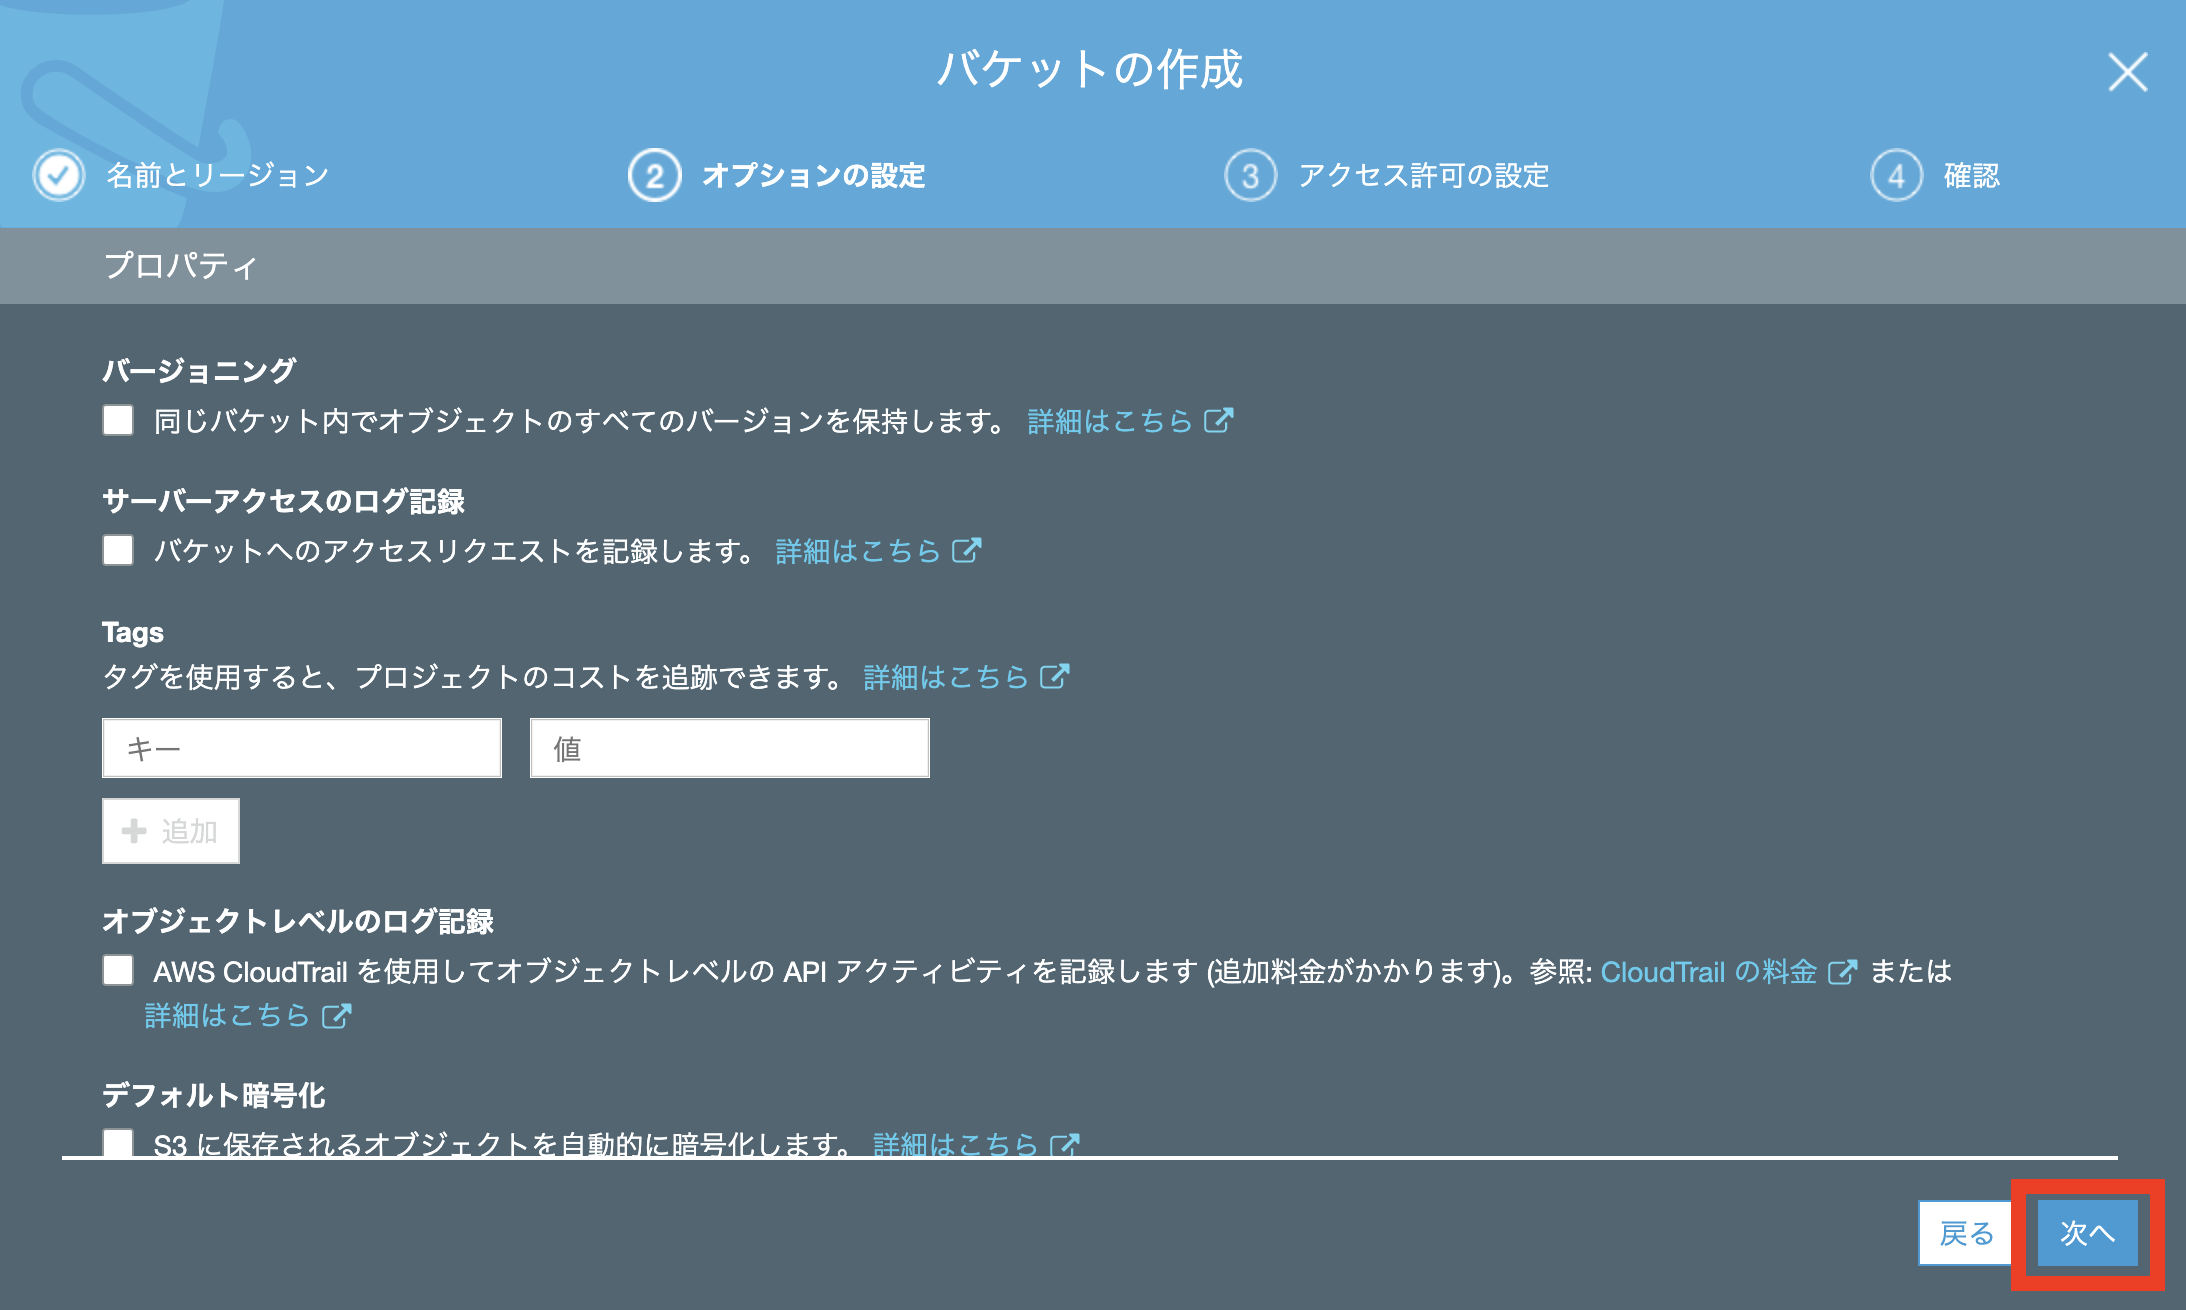 バケットの作成
名前とリージョン
2 オプションの設定
3 アクセス許可の設定
4 確認
プロパティ
バージョニング
同じバケット内でオブジェクトのすべてのバージョンを保持します。 詳細はこちら
サーバーアクセスのログ記録
バケットへのアクセスリクエストを記録します。 詳細はこちら
Tags
タグを使用すると、プロジェクトのコストを追跡できます。 詳細はこちら
キー 値
追加
オブジェクトレベルのログ記録
AWS CloudTrail を使用してオブジェクトレベルの API アクティビティを記録します (追加料金がかかります)。参照: CloudTrail の料金 または
詳細はこちら
デフォルト暗号化
S3 に保存されるオブジェクトを自動的に暗号化します。 詳細はこちら
戻る 次へ